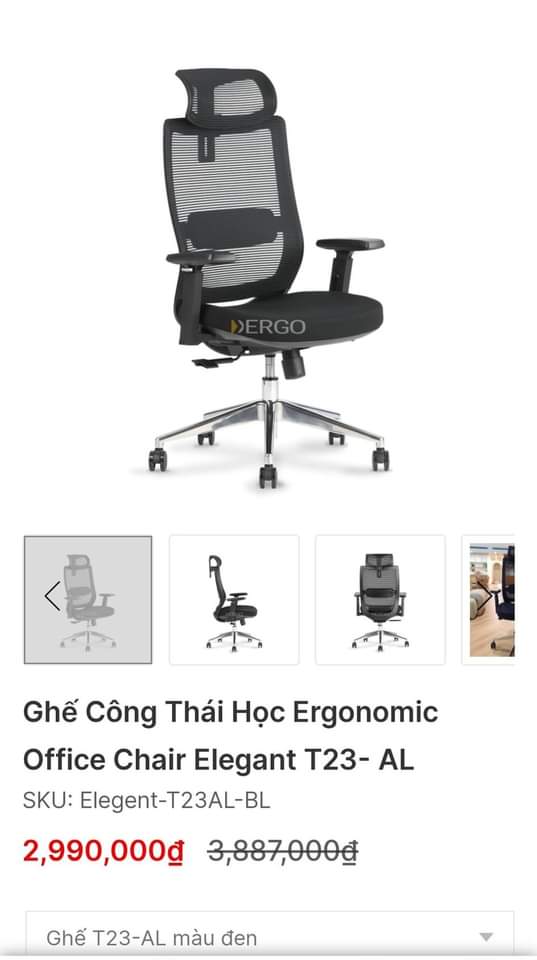 DERGO
Ghế Công Thái Học Ergonomic
Office Chair Elegant T23- AL
SKU: Elegent-T23AL-BL
2,990,000₫ 3,887,000₫
Ghế T23-AL màu đen